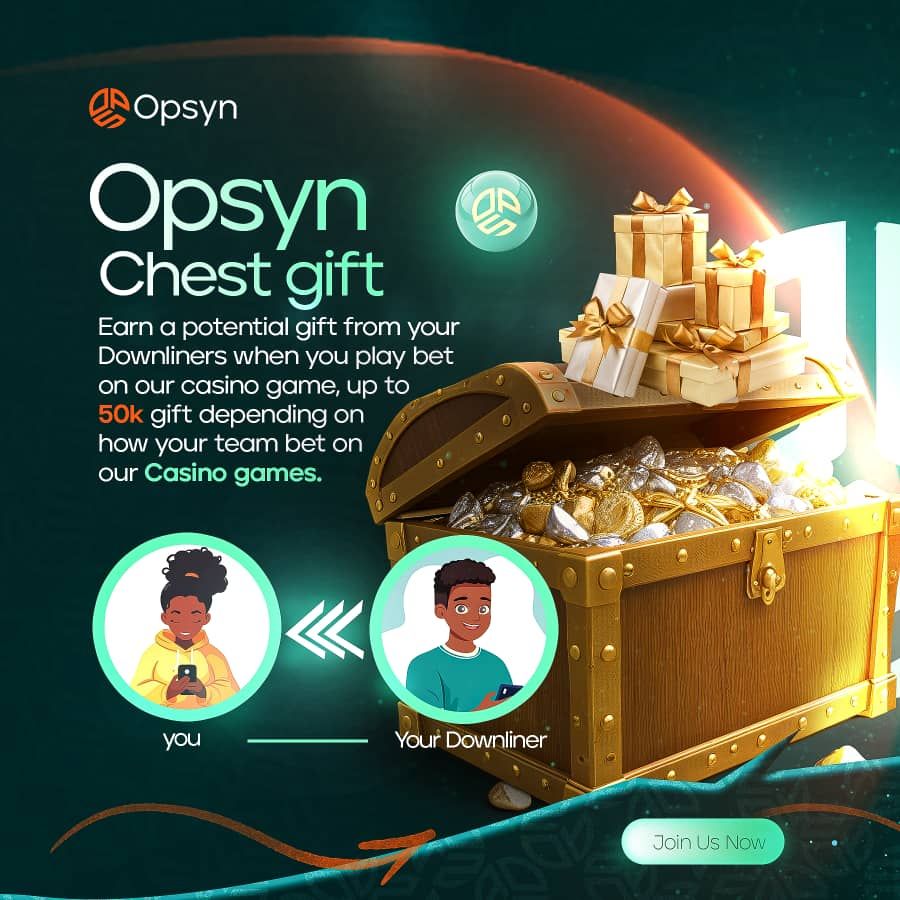 Opsyn
Opsyn
Chest gift
Earn a potential gift from your
Downliners when you play bet
on our casino game, up to
50k gift depending on
how your team bet on
our Casino games.
you
Your Downliner
Join Us Now